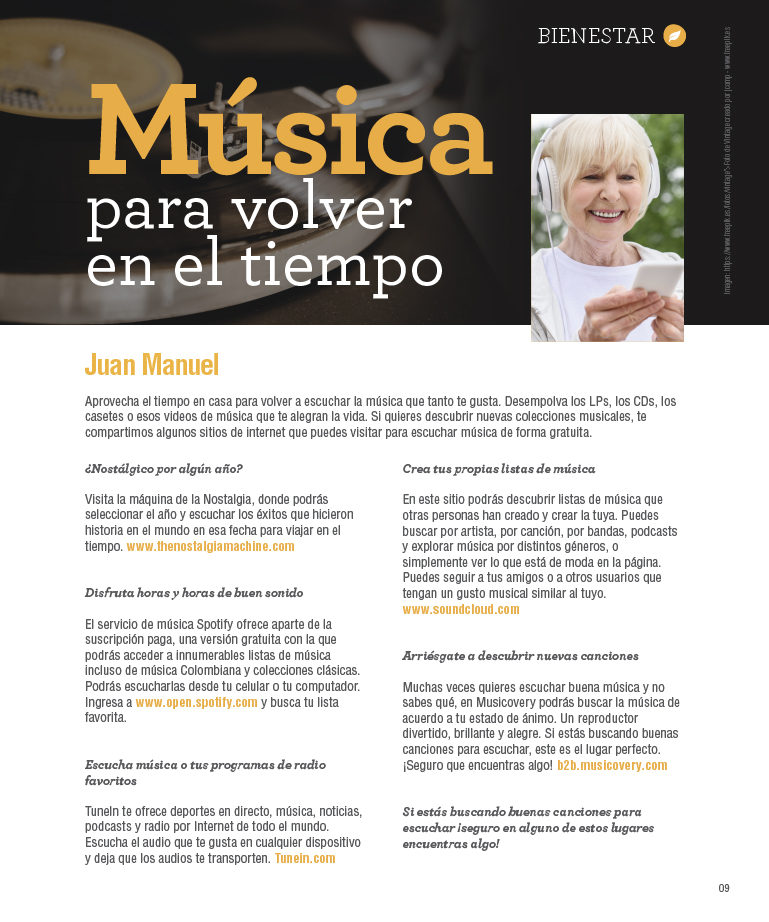 BIENESTAR
Música
para volver
en el tiempo
Imagen: https://www.freepik.es/fotos/vintage'>Foto de Vintage creado por jcomp - www.freepik.es
Juan Manuel
Aprovecha el tiempo en casa para volver a escuchar la música que tanto te gusta. Desempolva los LPs, los CDs, los
casetes o esos videos de música que te alegran la vida. Si quieres descubrir nuevas colecciones musicales, te
compartimos algunos sitios de internet que puedes visitar para escuchar música de forma gratuita.
¿Nostálgico por algún año?
Visita la máquina de la Nostalgia, donde podrás
seleccionar el año y escuchar los éxitos que hicieron
historia en el mundo en esa fecha para viajar en el
tiempo. www.thenostalgiamachine.com
Disfruta horas y horas de buen sonido
El servicio de música Spotify ofrece aparte de la
suscripción paga, una versión gratuita con la que
podrás acceder a innumerables listas de música
incluso de música Colombiana y colecciones clásicas.
Podrás escucharlas desde tu celular o tu computador.
Ingresa a www.open.spotify.com y busca tu lista
favorita.
Escucha música o tus programas de radio
favoritos
TuneIn te ofrece deportes en directo, música, noticias,
podcasts y radio por Internet de todo el mundo.
Escucha el audio que te gusta en cualquier dispositivo
y deja que los audios te transporten. Tunein.com
Crea tus propias listas de música
En este sitio podrás descubrir listas de música que
otras personas han creado y crear la tuya. Puedes
buscar por artista, por canción, por bandas, podcasts
y explorar música por distintos géneros, o
simplemente ver lo que está de moda en la página.
Puedes seguir a tus amigos o a otros usuarios que
tengan un gusto musical similar al tuyo.
www.soundcloud.com
Arriésgate a descubrir nuevas canciones
Muchas veces quieres escuchar buena música y no
sabes qué, en Musicovery podrás buscar la música de
acuerdo a tu estado de ánimo. Un reproductor
divertido, brillante y alegre. Si estás buscando buenas
canciones para escuchar, este es el lugar perfecto.
¡Seguro que encuentras algo! b2b.musicovery.com
Si estás buscando buenas canciones para
escuchar ¡seguro en alguno de estos lugares
encuentras algo!
09